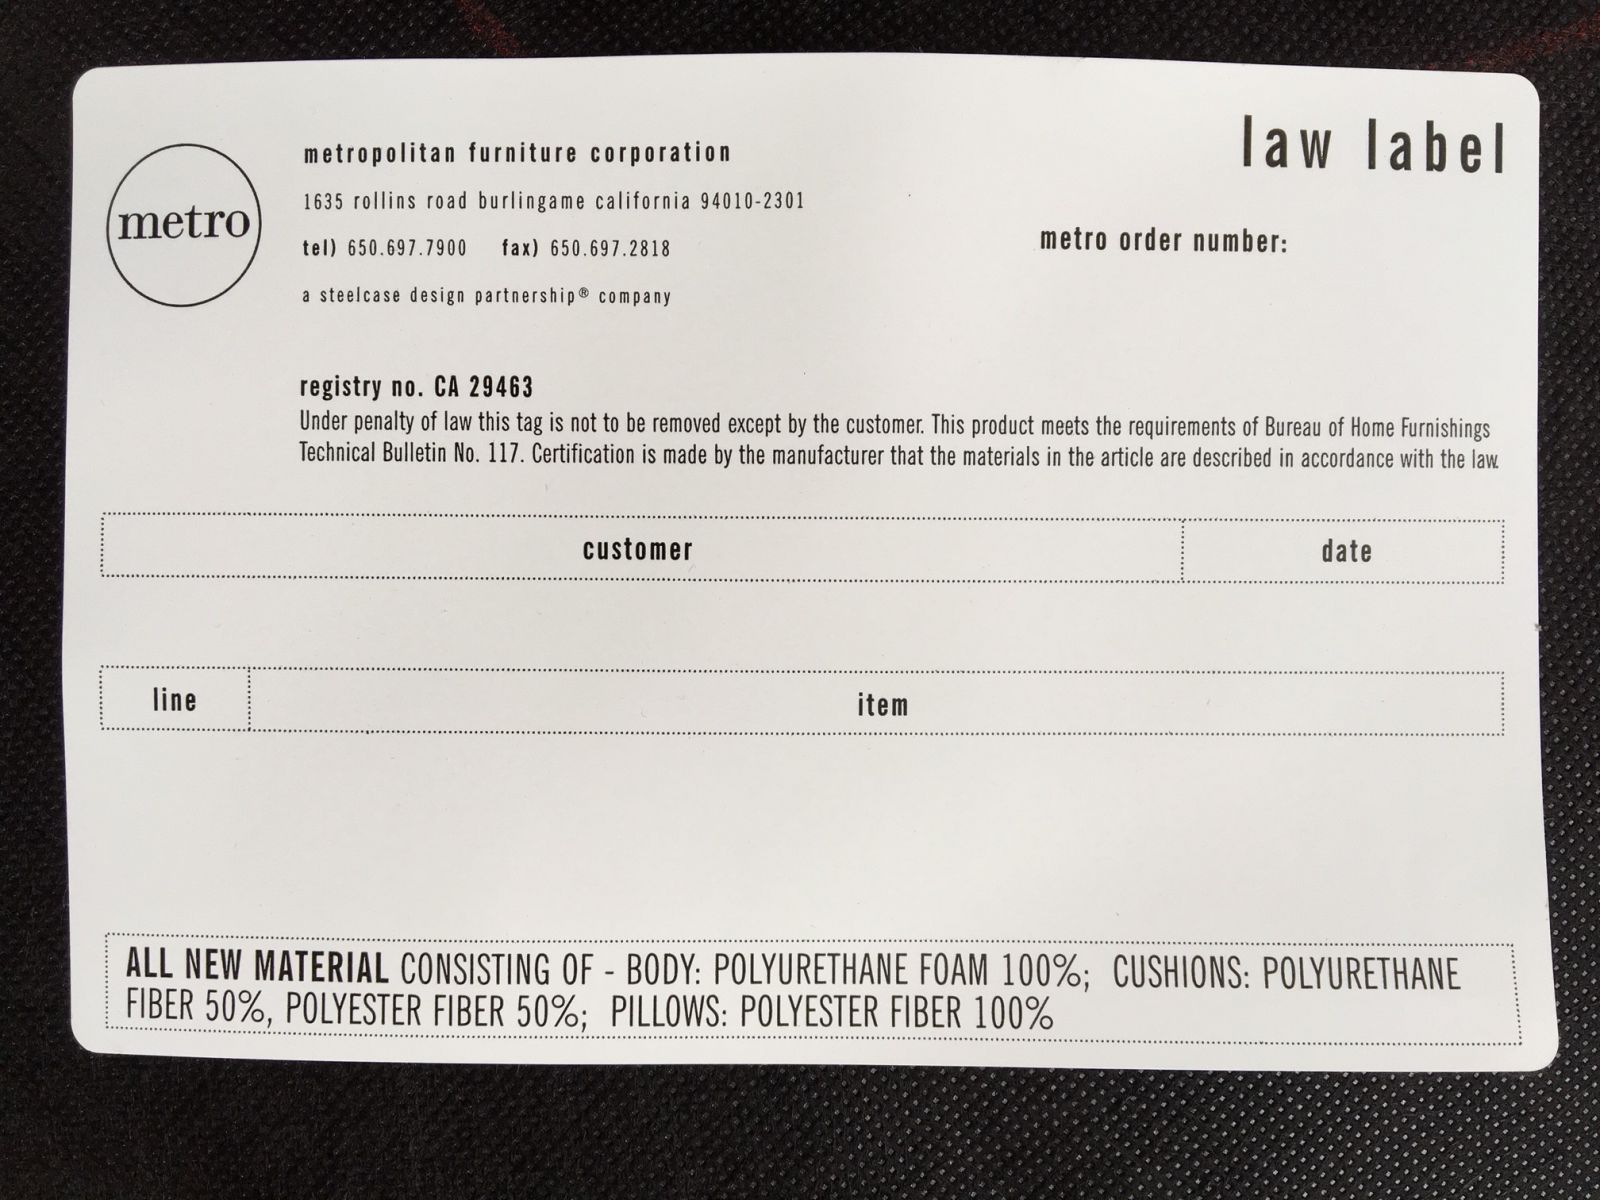 law label
metro
metropolitan furniture corporation
1635 rollins road burlingame california 94010-2301
tel) 650.697.7900 fax) 650.697.2818
a steelcase design partnership® company
metro order number:
registry no. CA 29463
Under penalty of law this tag is not to be removed except by the customer. This product meets the requirements of Bureau of Home Furnishings
Technical Bulletin No. 117. Certification is made by the manufacturer that the materials in the article are described in accordance with the law.
customer date
line item
ALL NEW MATERIAL CONSISTING OF - BODY: POLYURETHANE FOAM 100%; CUSHIONS: POLYURETHANE
FIBER 50%, POLYESTER FIBER 50%; PILLOWS: POLYESTER FIBER 100%